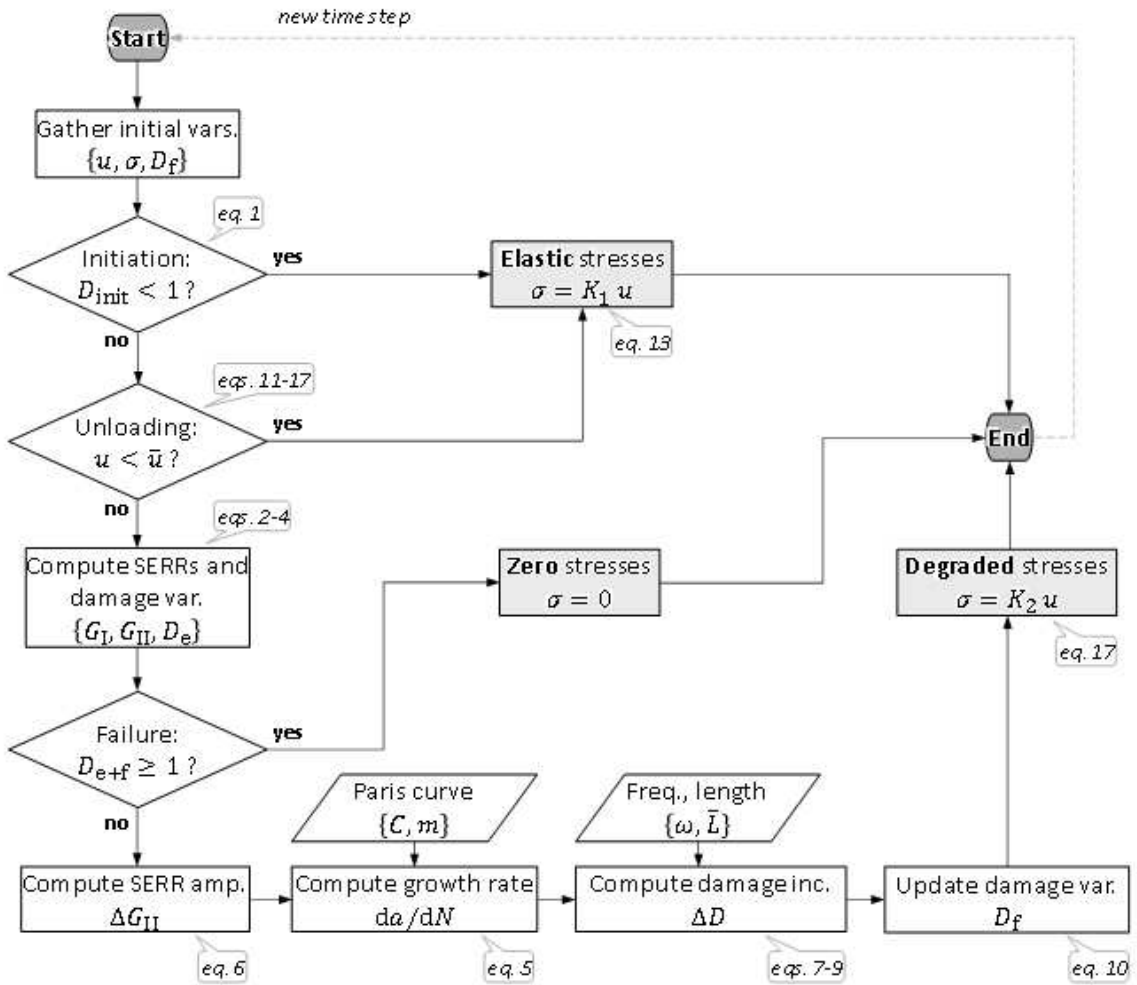 new time step
Start
Gather initial vars.
{u, σ, D_f}
eq. 1
Initiation:
D_init < 1 ?
yes
Elastic stresses
σ = K_1 u
eq. 13
no
eqs. 11-17
Unloading:
u < ū ?
yes
End
no
eqs. 2-4
Compute SERRs and
damage var.
{G_I, G_II, D_e}
Zero stresses
σ = 0
Degraded stresses
σ = K_2 u
eq. 17
Failure:
D_e+f ≥ 1 ?
yes
no
Paris curve
{C, m}
Freq., length
{ω, L̄}
Compute SERR amp.
ΔG_II
eq. 6
Compute growth rate
da/dN
eq. 5
Compute damage inc.
ΔD
eqs. 7-9
Update damage var.
D_f
eq. 10